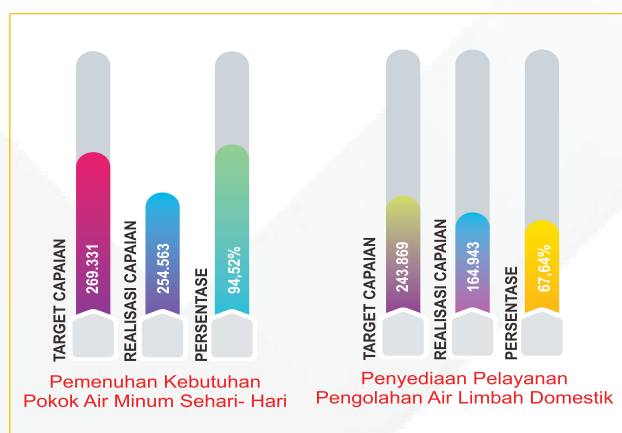 TARGET CAPAIAN
269.331
REALISASI CAPAIAN
254.563
PERSENTASE
94,52%
Pemenuhan Kebutuhan
Pokok Air Minum Sehari- Hari
TARGET CAPAIAN
243.869
REALISASI CAPAIAN
164.943
PERSENTASE
67,64%
Penyediaan Pelayanan
Pengolahan Air Limbah Domestik